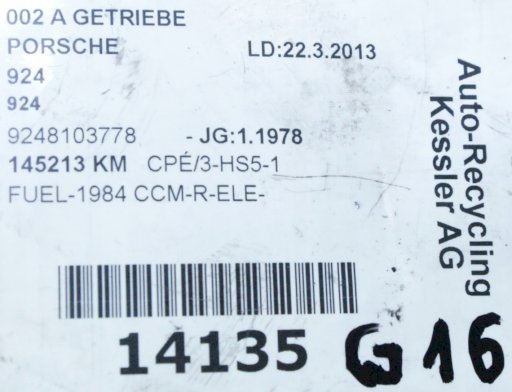 002 A GETRIEBE
PORSCHE LD:22.3.2013
924
924
9248103778 - JG:1.1978
145213 KM CPÉ/3-HS5-1
FUEL-1984 CCM-R-ELE-
14135 G16
Auto-Recycling
Kessler AG